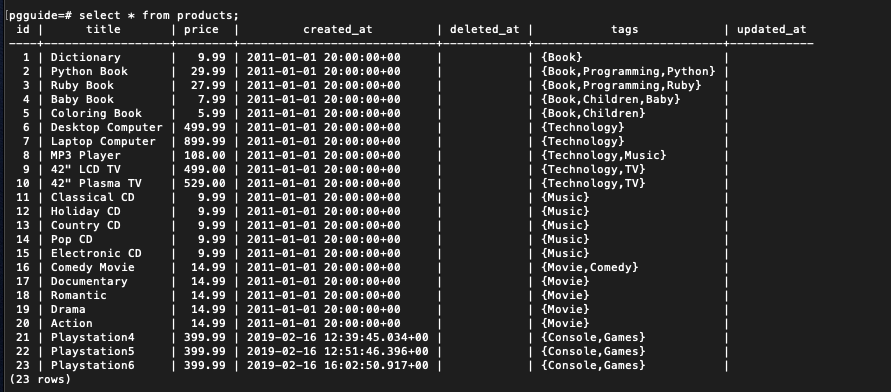 pgguide=# select * from products;
 id |      title       | price  |         created_at         | deleted_at |            tags             | updated_at
----+------------------+--------+----------------------------+------------+-----------------------------+------------
  1 | Dictionary       |   9.99 | 2011-01-01 20:00:00+00     |            | {Book}                      |
  2 | Python Book      |  29.99 | 2011-01-01 20:00:00+00     |            | {Book,Programming,Python}   |
  3 | Ruby Book        |  27.99 | 2011-01-01 20:00:00+00     |            | {Book,Programming,Ruby}     |
  4 | Baby Book        |   7.99 | 2011-01-01 20:00:00+00     |            | {Book,Children,Baby}        |
  5 | Coloring Book    |   5.99 | 2011-01-01 20:00:00+00     |            | {Book,Children}             |
  6 | Desktop Computer | 499.99 | 2011-01-01 20:00:00+00     |            | {Technology}                |
  7 | Laptop Computer  | 899.99 | 2011-01-01 20:00:00+00     |            | {Technology}                |
  8 | MP3 Player       | 108.00 | 2011-01-01 20:00:00+00     |            | {Technology,Music}          |
  9 | 42" LCD TV       | 499.00 | 2011-01-01 20:00:00+00     |            | {Technology,TV}             |
 10 | 42" Plasma TV    | 529.00 | 2011-01-01 20:00:00+00     |            | {Technology,TV}             |
 11 | Classical CD     |   9.99 | 2011-01-01 20:00:00+00     |            | {Music}                     |
 12 | Holiday CD       |   9.99 | 2011-01-01 20:00:00+00     |            | {Music}                     |
 13 | Country CD       |   9.99 | 2011-01-01 20:00:00+00     |            | {Music}                     |
 14 | Pop CD           |   9.99 | 2011-01-01 20:00:00+00     |            | {Music}                     |
 15 | Electronic CD    |   9.99 | 2011-01-01 20:00:00+00     |            | {Music}                     |
 16 | Comedy Movie     |  14.99 | 2011-01-01 20:00:00+00     |            | {Movie,Comedy}              |
 17 | Documentary      |  14.99 | 2011-01-01 20:00:00+00     |            | {Movie}                     |
 18 | Romantic         |  14.99 | 2011-01-01 20:00:00+00     |            | {Movie}                     |
 19 | Drama            |  14.99 | 2011-01-01 20:00:00+00     |            | {Movie}                     |
 20 | Action           |  14.99 | 2011-01-01 20:00:00+00     |            | {Movie}                     |
 21 | Playstation4     | 399.99 | 2019-02-16 12:39:45.034+00 |            | {Console,Games}             |
 22 | Playstation5     | 399.99 | 2019-02-16 12:51:46.396+00 |            | {Console,Games}             |
 23 | Playstation6     | 399.99 | 2019-02-16 16:02:50.917+00 |            | {Console,Games}             |
(23 rows)